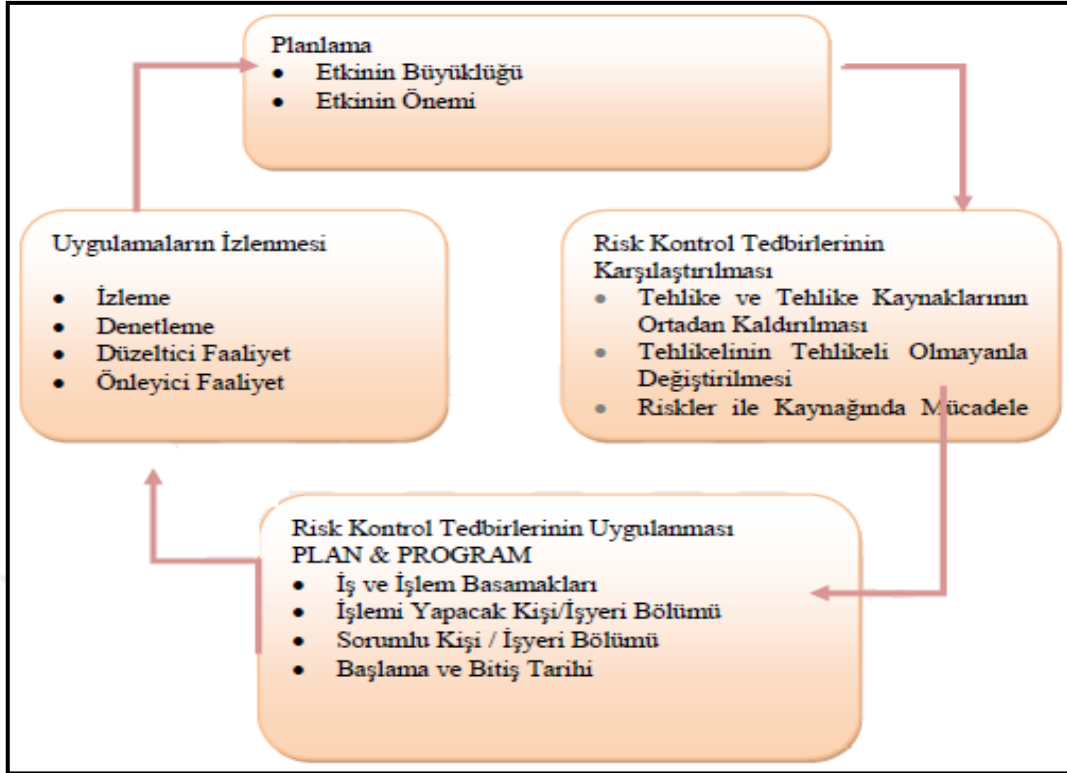 Planlama
● Etkinin Büyüklüğü
● Etkinin Önemi
Risk Kontrol Tedbirlerinin
Karşılaştırılması
● Tehlike ve Tehlike Kaynaklarının
Ortadan Kaldırılması
● Tehlikelinin Tehlikeli Olmayanla
Değiştirilmesi
● Riskler ile Kaynağında Mücadele
Risk Kontrol Tedbirlerinin Uygulanması
PLAN & PROGRAM
● İş ve İşlem Basamakları
● İşlemi Yapacak Kişi/İşyeri Bölümü
● Sorumlu Kişi / İşyeri Bölümü
● Başlama ve Bitiş Tarihi
Uygulamaların İzlenmesi
● İzleme
● Denetleme
● Düzeltici Faaliyet
● Önleyici Faaliyet